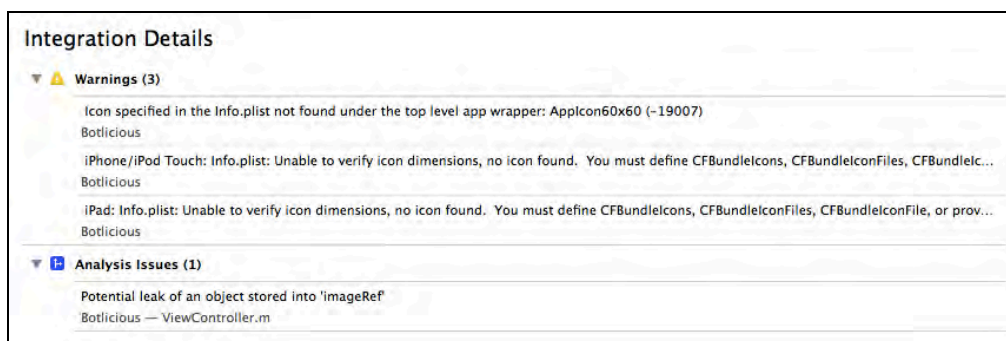 Integration Details
Warnings (3)
Icon specified in the Info.plist not found under the top level app wrapper: AppIcon60x60 (-19007)
Botlicious
iPhone/iPod Touch: Info.plist: Unable to verify icon dimensions, no icon found.  You must define CFBundleIcons, CFBundleIconFiles, CFBundleIc...
Botlicious
iPad: Info.plist: Unable to verify icon dimensions, no icon found.  You must define CFBundleIcons, CFBundleIconFiles, CFBundleIconFile, or prov...
Botlicious
Analysis Issues (1)
Potential leak of an object stored into 'imageRef'
Botlicious — ViewController.m